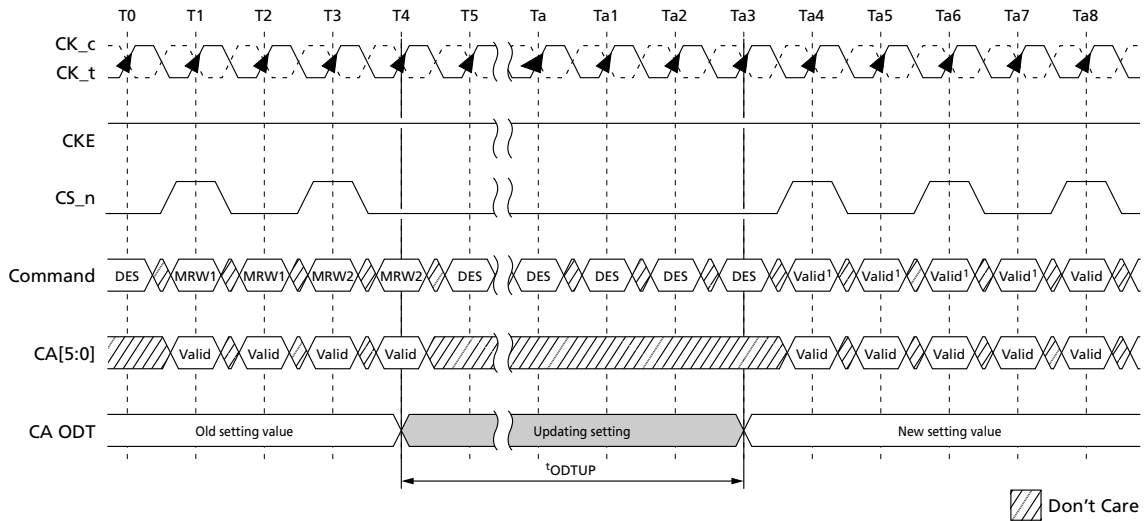 T0 T1 T2 T3 T4 T5 Ta Ta1 Ta2 Ta3 Ta4 Ta5 Ta6 Ta7 Ta8
CK_c
CK_t
CKE
CS_n
Command DES MRW1 MRW1 MRW2 MRW2 DES DES DES DES DES Valid¹ Valid¹ Valid¹ Valid¹ Valid
CA[5:0] Valid Valid Valid Valid Valid Valid Valid Valid Valid
CA ODT Old setting value Updating setting New setting value
tODTUP
Don't Care